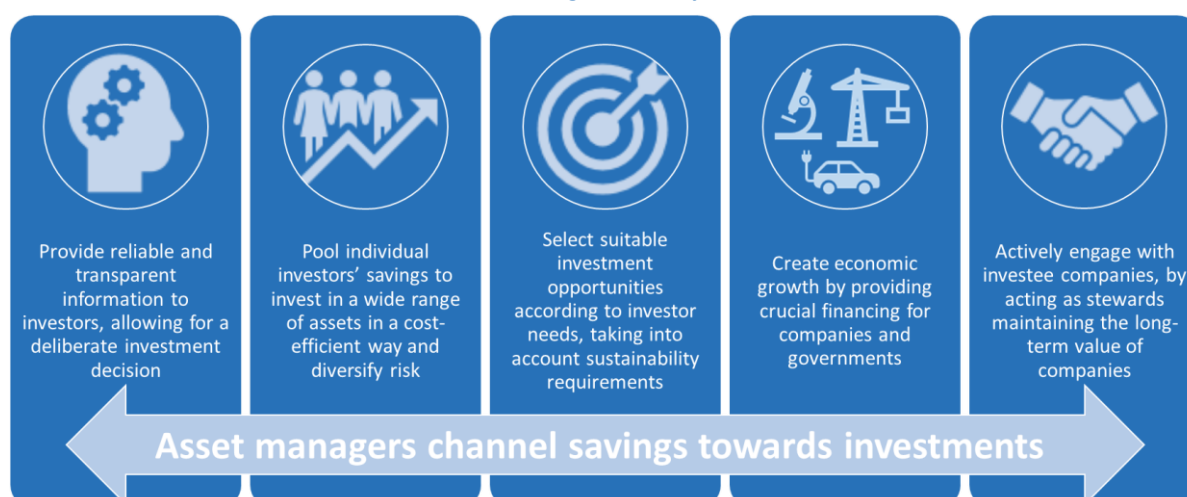 Provide reliable and
transparent
information to
investors, allowing for a
deliberate investment
decision
Pool individual
investors’ savings to
invest in a wide range
of assets in a cost-
efficient way and
diversify risk
Select suitable
investment
opportunities
according to investor
needs, taking into
account sustainability
requirements
Create economic
growth by providing
crucial financing for
companies and
governments
Actively engage with
investee companies, by
acting as stewards
maintaining the long-
term value of
companies
Asset managers channel savings towards investments